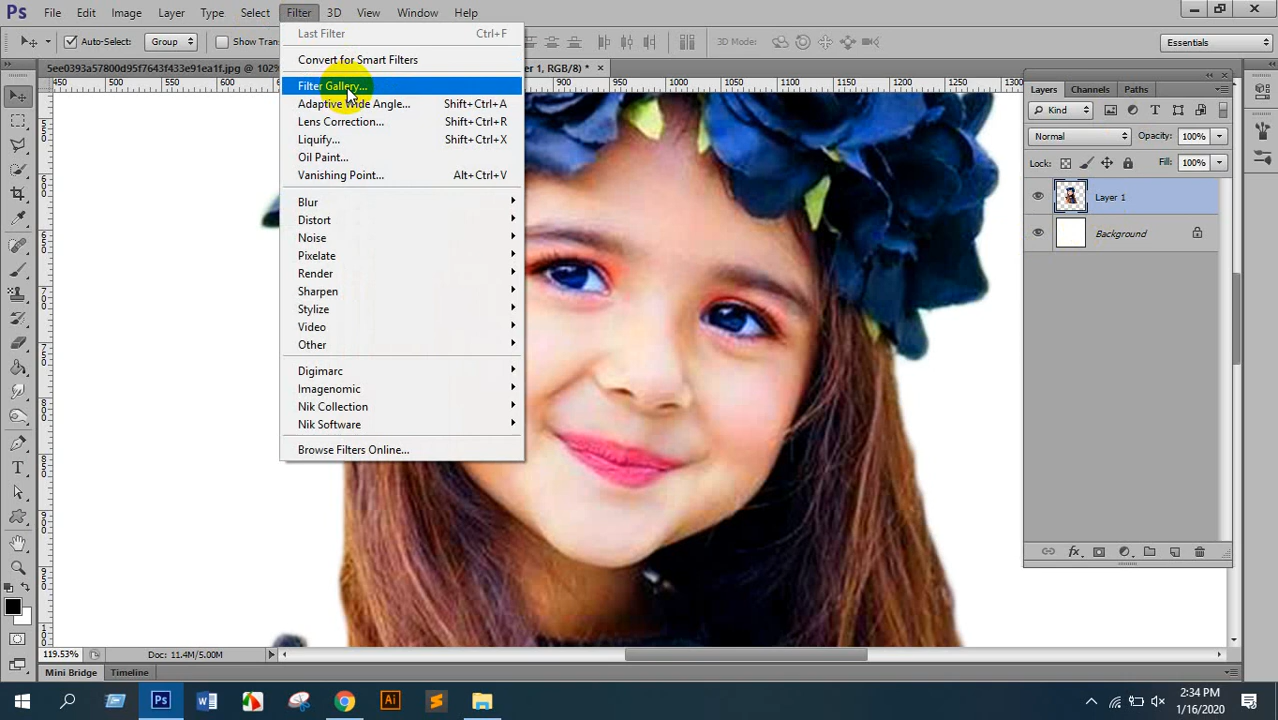 Ps File Edit Image Layer Type Select Filter 3D View Window Help
Auto-Select: Group Show Tran 3D Mode: Essentials
5ee0393a57800d95f7643f433e91ea1f.jpg @ 102% er 1, RGB/8) * ×
Last Filter Ctrl+F
Convert for Smart Filters
Filter Gallery...
Adaptive Wide Angle... Shift+Ctrl+A
Lens Correction... Shift+Ctrl+R
Liquify... Shift+Ctrl+X
Oil Paint...
Vanishing Point... Alt+Ctrl+V
Blur
Distort
Noise
Pixelate
Render
Sharpen
Stylize
Video
Other
Digimarc
Imagenomic
Nik Collection
Nik Software
Browse Filters Online...
450 500 550 600 900 950 1000 1050 1100 1150 1200 1250 1300
Layers Channels Paths
Kind
Normal Opacity: 100%
Lock: Fill: 100%
Layer 1
Background
119.53% Doc: 11.4M/5.00M
Mini Bridge Timeline
2:34 PM
1/16/2020